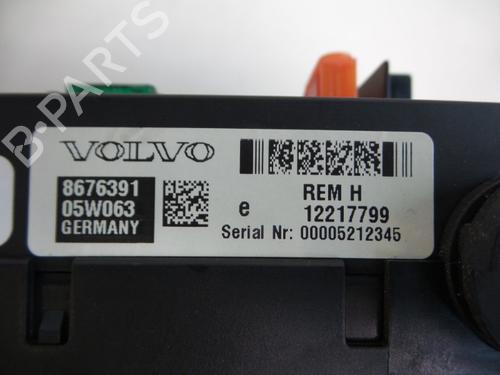 B-PARTS
VOLVO
8676391
05W063
GERMANY
e
REM H
12217799
Serial Nr: 00005212345